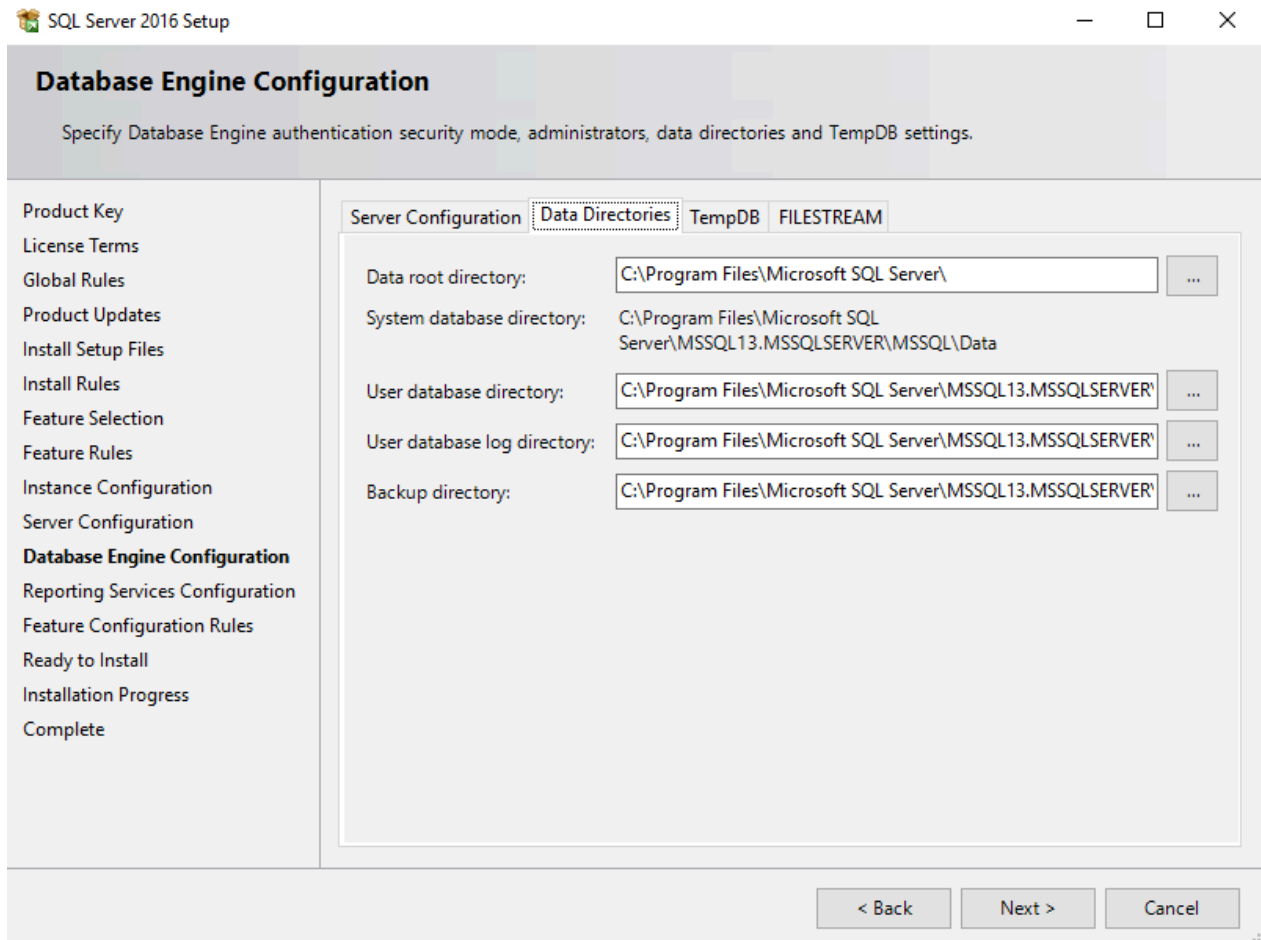 SQL Server 2016 Setup
Database Engine Configuration
Specify Database Engine authentication security mode, administrators, data directories and TempDB settings.
Product Key
License Terms
Global Rules
Product Updates
Install Setup Files
Install Rules
Feature Selection
Feature Rules
Instance Configuration
Server Configuration
Database Engine Configuration
Reporting Services Configuration
Feature Configuration Rules
Ready to Install
Installation Progress
Complete
Server Configuration Data Directories TempDB FILESTREAM
Data root directory: C:\Program Files\Microsoft SQL Server\ ...
System database directory: C:\Program Files\Microsoft SQL
Server\MSSQL13.MSSQLSERVER\MSSQL\Data
User database directory: C:\Program Files\Microsoft SQL Server\MSSQL13.MSSQLSERVER\ ...
User database log directory: C:\Program Files\Microsoft SQL Server\MSSQL13.MSSQLSERVER\ ...
Backup directory: C:\Program Files\Microsoft SQL Server\MSSQL13.MSSQLSERVER\ ...
< Back Next > Cancel